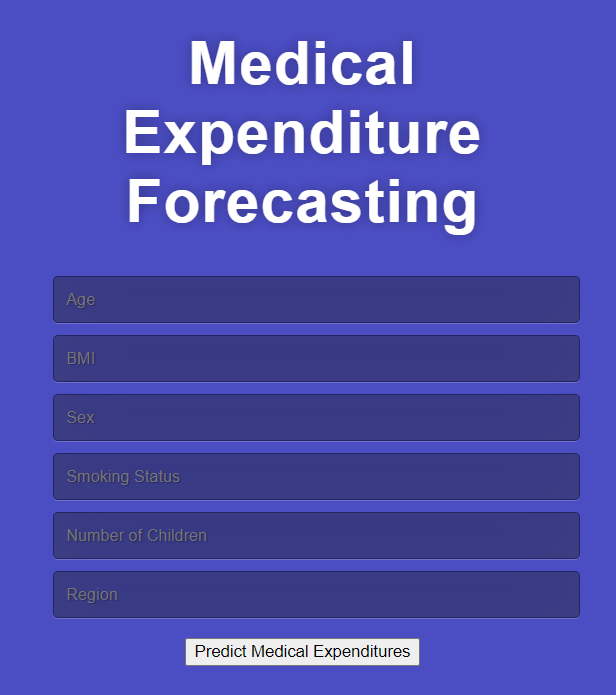 Medical
Expenditure
Forecasting
Age
BMI
Sex
Smoking Status
Number of Children
Region
Predict Medical Expenditures